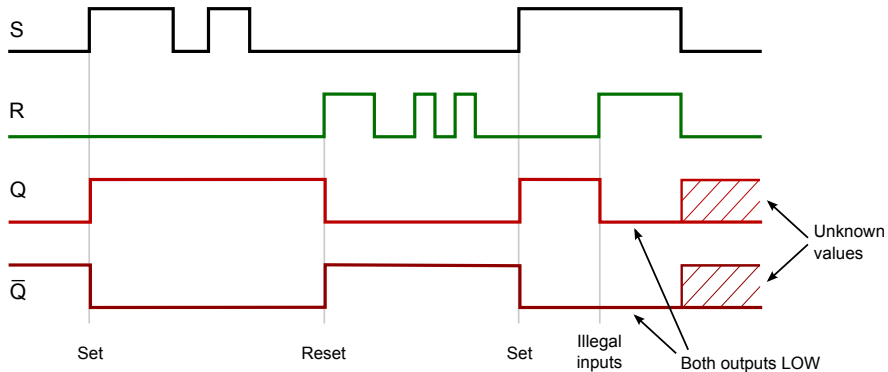 S
R
Q
Q̅
Unknown
values
Set
Reset
Set
Illegal
inputs
Both outputs LOW